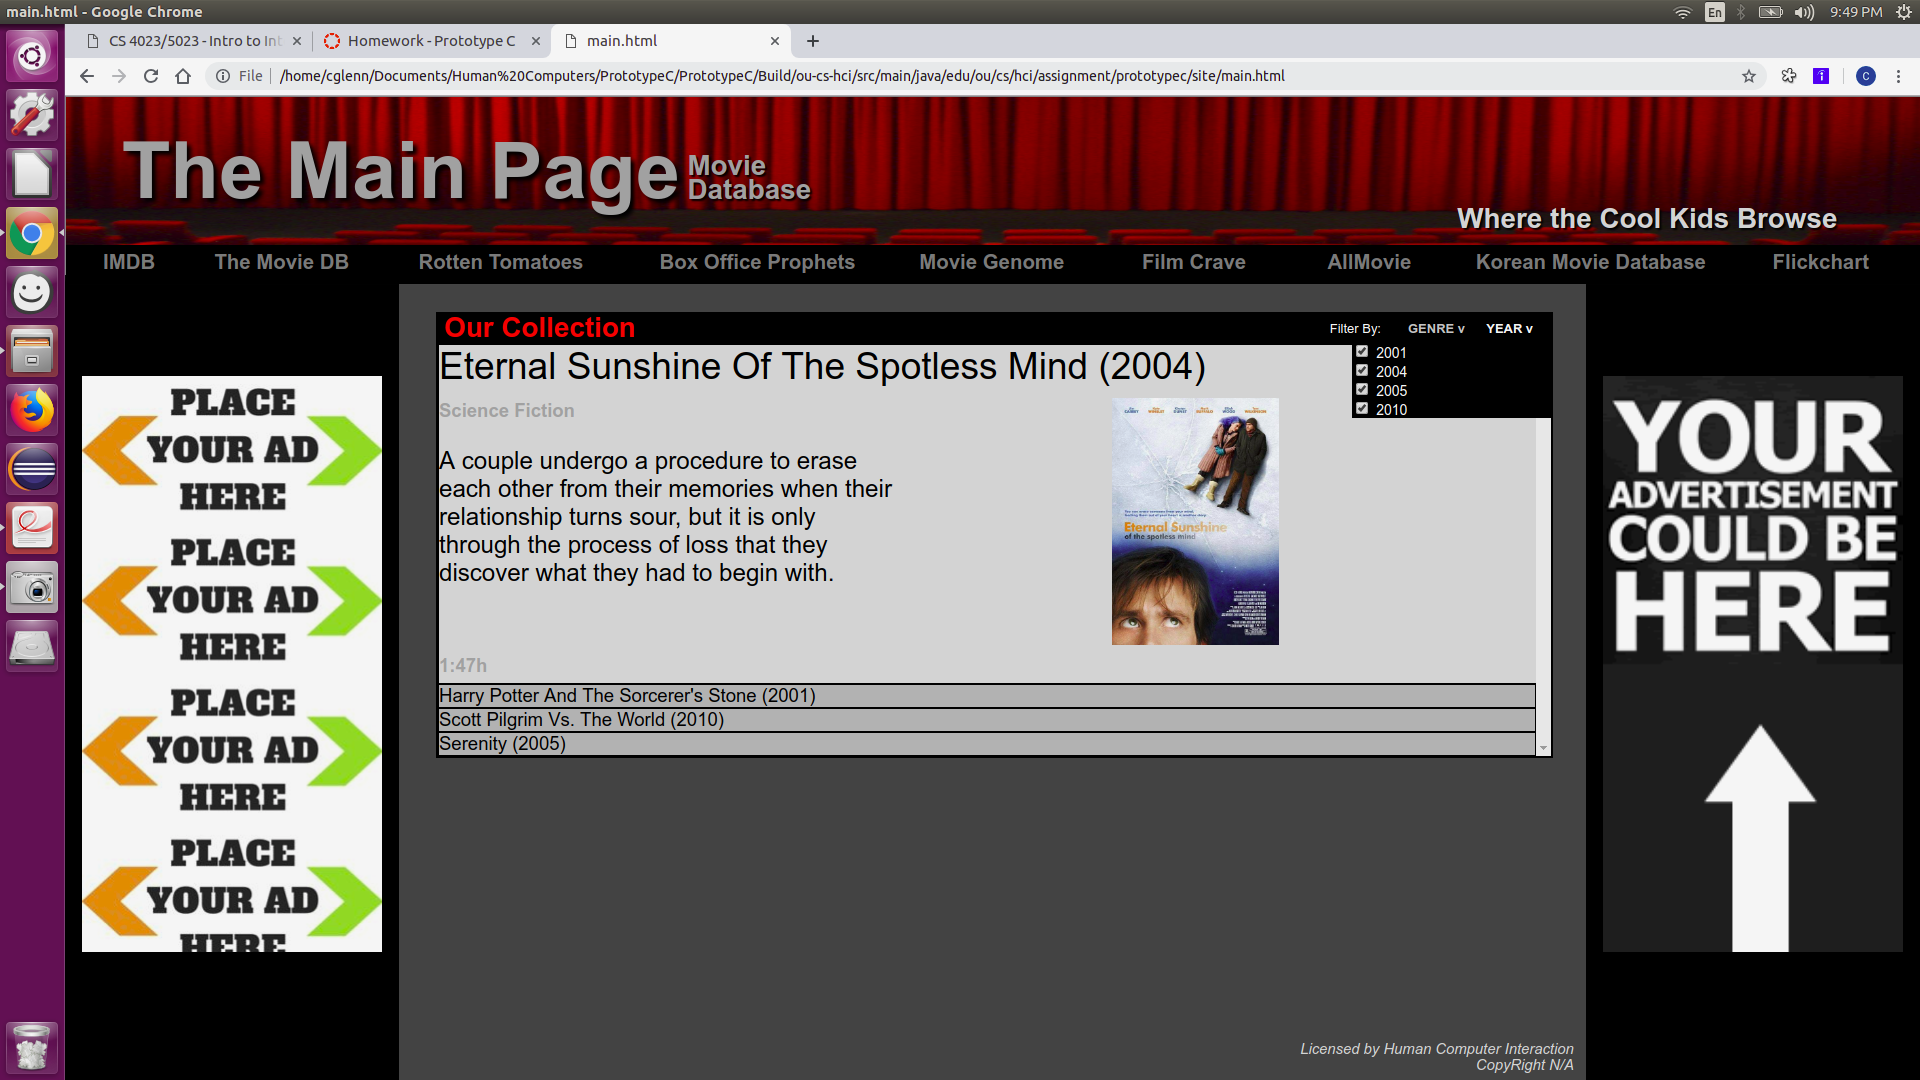 main.html - Google Chrome
En
9:49 PM
CS 4023/5023 - Intro to Int
Homework - Prototype C
main.html
File
/home/cglenn/Documents/Human%20Computers/PrototypeC/PrototypeC/Build/ou-cs-hci/src/main/java/edu/ou/cs/hci/assignment/prototypec/site/main.html
C
The Main Page
Movie
Database
Where the Cool Kids Browse
IMDB
The Movie DB
Rotten Tomatoes
Box Office Prophets
Movie Genome
Film Crave
AllMovie
Korean Movie Database
Flickchart
Our Collection
Filter By:
GENRE v
YEAR v
2001
2004
2005
2010
Eternal Sunshine Of The Spotless Mind (2004)
Science Fiction
A couple undergo a procedure to erase
each other from their memories when their
relationship turns sour, but it is only
through the process of loss that they
discover what they had to begin with.
Eternal Sunshine
of the spotless mind
1:47h
Harry Potter And The Sorcerer's Stone (2001)
Scott Pilgrim Vs. The World (2010)
Serenity (2005)
PLACE
YOUR AD
HERE
PLACE
YOUR AD
HERE
PLACE
YOUR AD
HERE
PLACE
YOUR AD
HERE
YOUR
ADVERTISEMENT
COULD BE
HERE
Licensed by Human Computer Interaction
CopyRight N/A